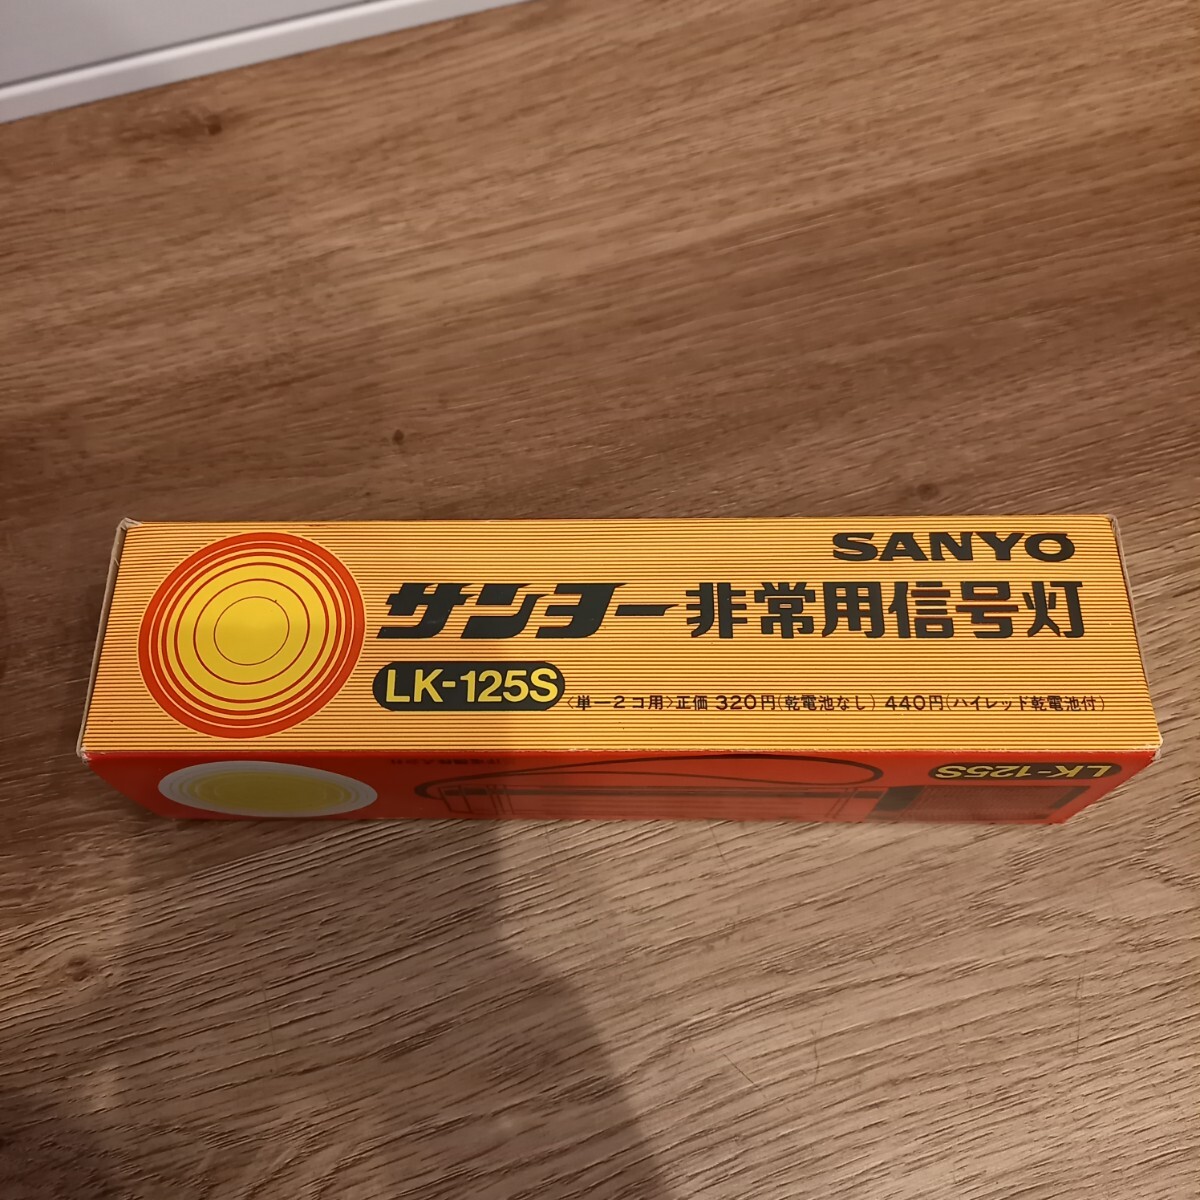 SANYO
サンヨー非常用信号灯
LK-125S
〈単一2コ用〉正価 320円(乾電池なし) 440円(ハイレッド乾電池付)
LK-125S